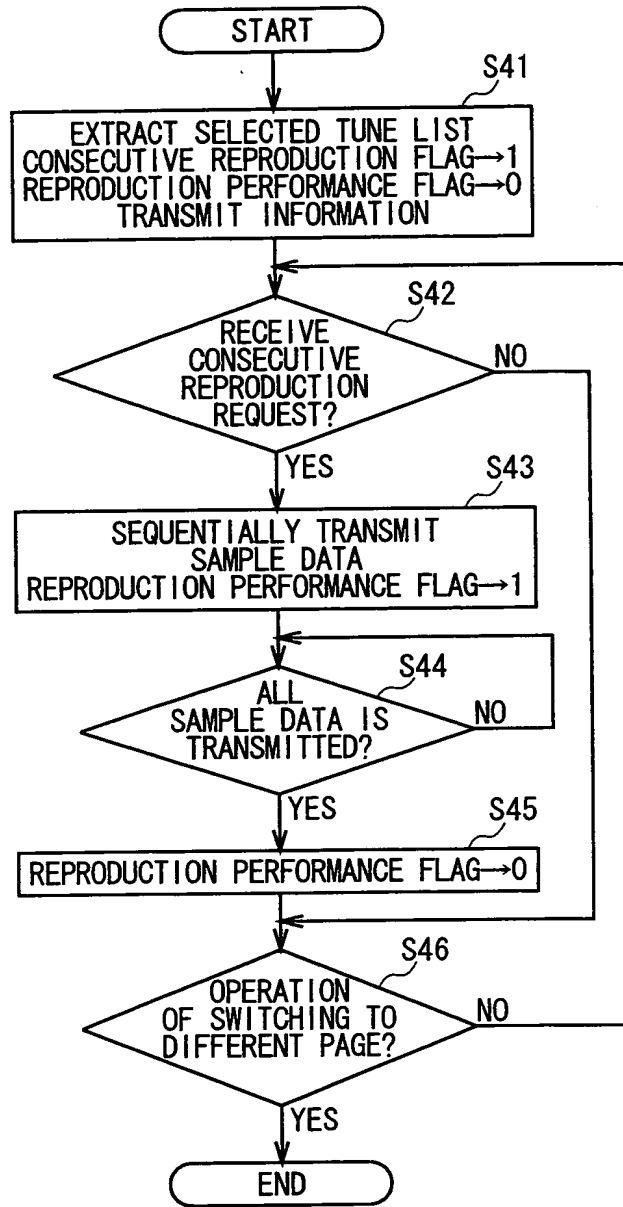 START
S41
EXTRACT SELECTED TUNE LIST
CONSECUTIVE REPRODUCTION FLAG→1
REPRODUCTION PERFORMANCE FLAG→0
TRANSMIT INFORMATION
S42
RECEIVE
CONSECUTIVE
REPRODUCTION
REQUEST?
NO
YES
S43
SEQUENTIALLY TRANSMIT
SAMPLE DATA
REPRODUCTION PERFORMANCE FLAG→1
S44
ALL
SAMPLE DATA IS
TRANSMITTED?
NO
YES
S45
REPRODUCTION PERFORMANCE FLAG→0
S46
OPERATION
OF SWITCHING TO
DIFFERENT PAGE?
NO
YES
END